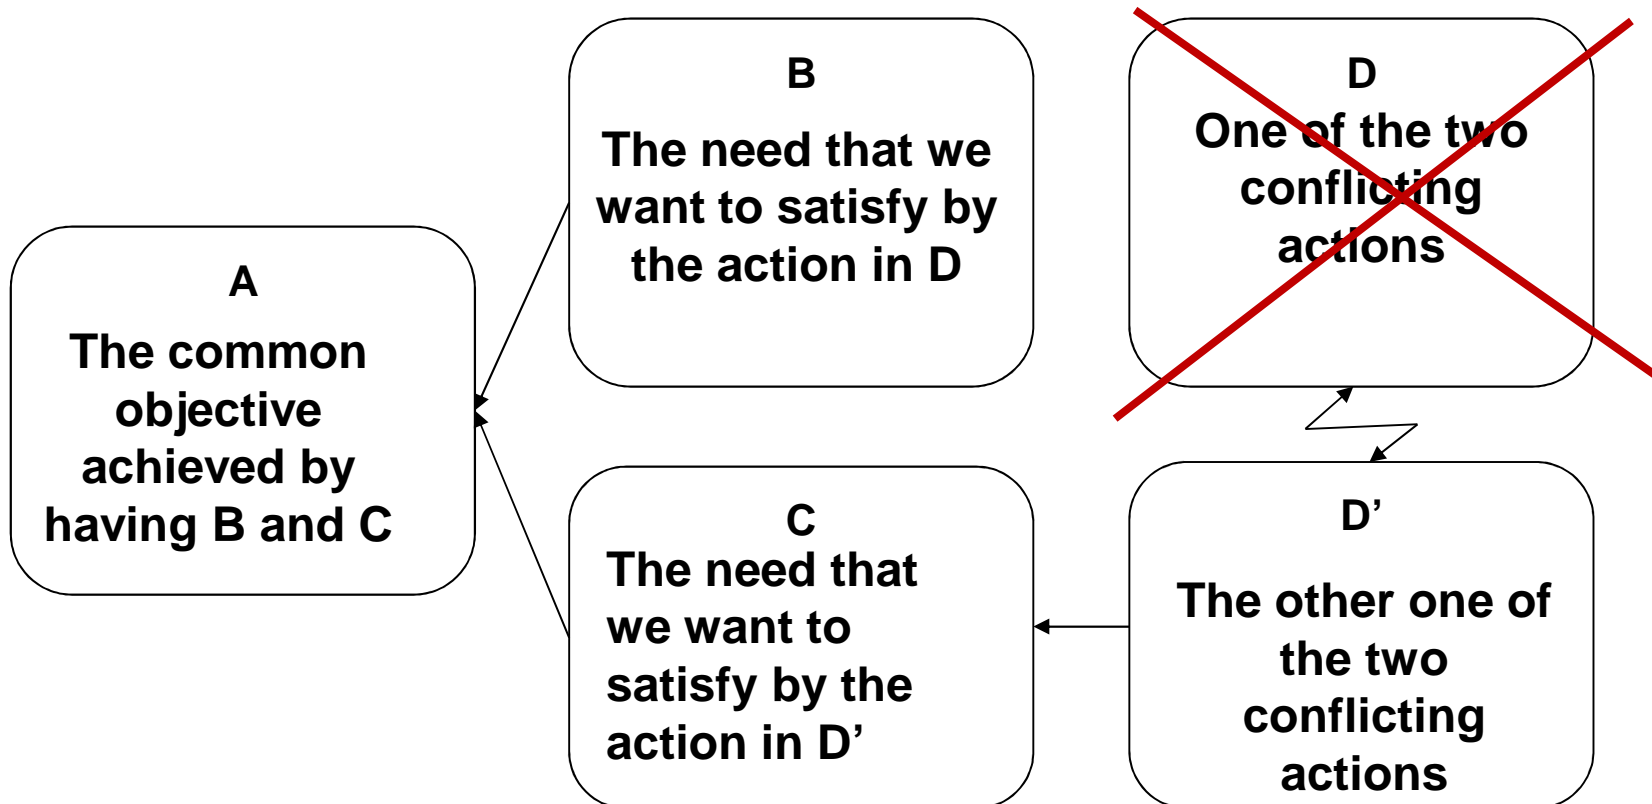 A
The common
objective
achieved by
having B and C
B
The need that we
want to satisfy by
the action in D
C
The need that
we want to
satisfy by the
action in D’
D
One of the two
conflicting
actions
D’
The other one of
the two
conflicting
actions